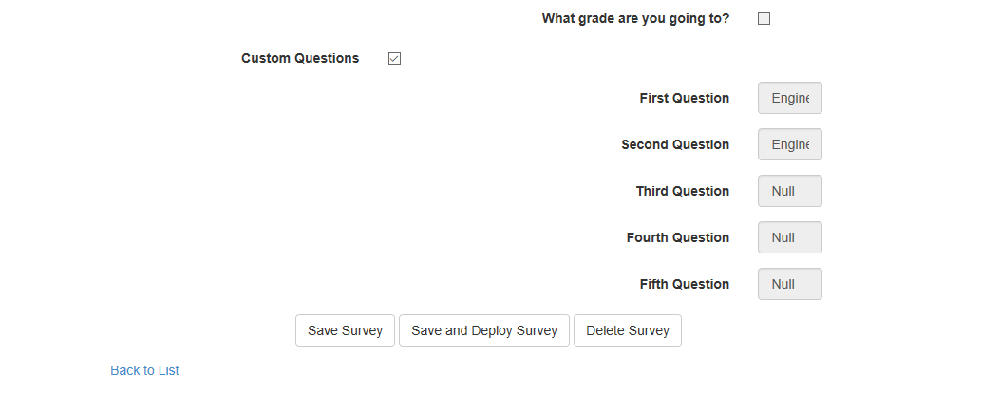 What grade are you going to?
Custom Questions
First Question Engine
Second Question Engine
Third Question Null
Fourth Question Null
Fifth Question Null
Save Survey Save and Deploy Survey Delete Survey
Back to List